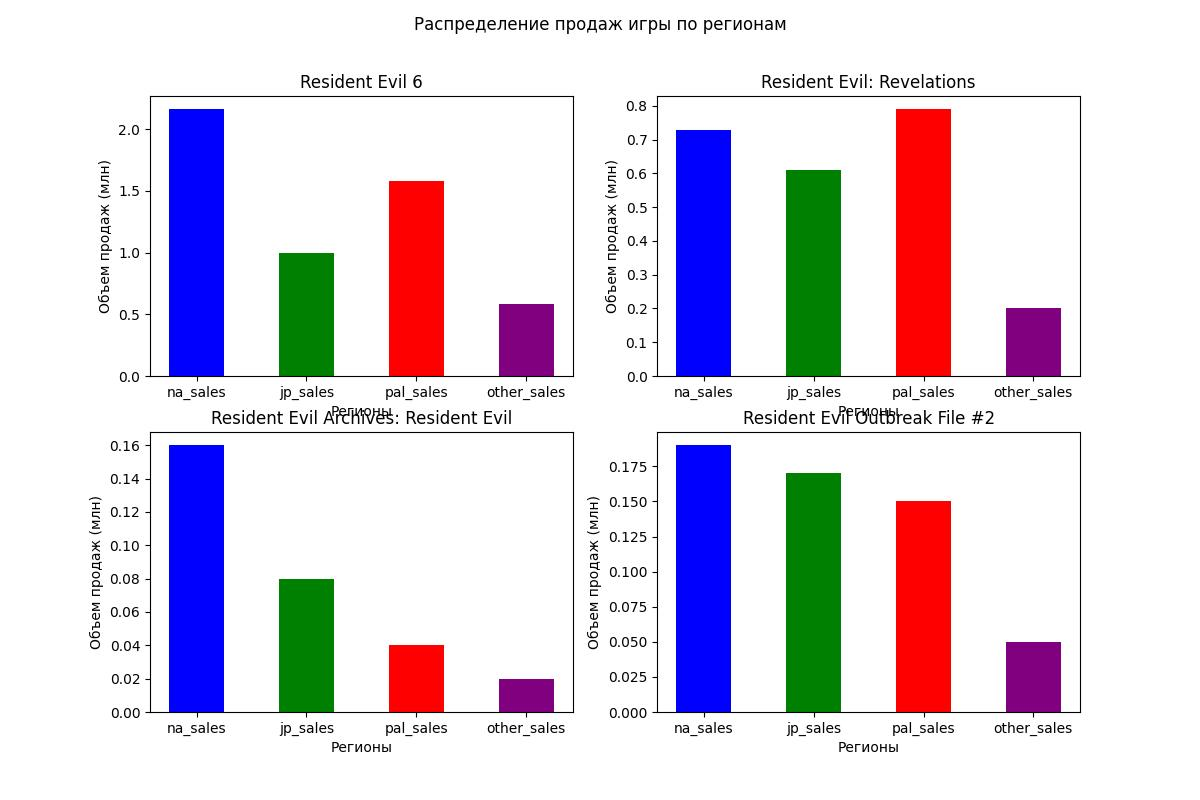 Распределение продаж игры по регионам
Resident Evil 6
Объем продаж (млн)
2.0
1.5
1.0
0.5
0.0
na_sales jp_sales pal_sales other_sales
Регионы
Resident Evil: Revelations
Объем продаж (млн)
0.8
0.7
0.6
0.5
0.4
0.3
0.2
0.1
0.0
na_sales jp_sales pal_sales other_sales
Регионы
Resident Evil Archives: Resident Evil
Объем продаж (млн)
0.16
0.14
0.12
0.10
0.08
0.06
0.04
0.02
0.00
na_sales jp_sales pal_sales other_sales
Регионы
Resident Evil Outbreak File #2
Объем продаж (млн)
0.175
0.150
0.125
0.100
0.075
0.050
0.025
0.000
na_sales jp_sales pal_sales other_sales
Регионы